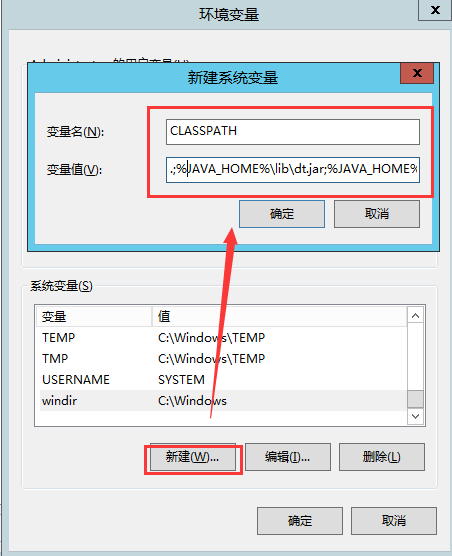 环境变量
新建系统变量
变量名(N):
CLASSPATH
变量值(V):
.;%JAVA_HOME%\lib\dt.jar;%JAVA_HOME%
确定
取消
系统变量(S)
变量 值
TEMP C:\Windows\TEMP
TMP C:\Windows\TEMP
USERNAME SYSTEM
windir C:\Windows
新建(W)... 编辑(I)... 删除(L)
确定 取消